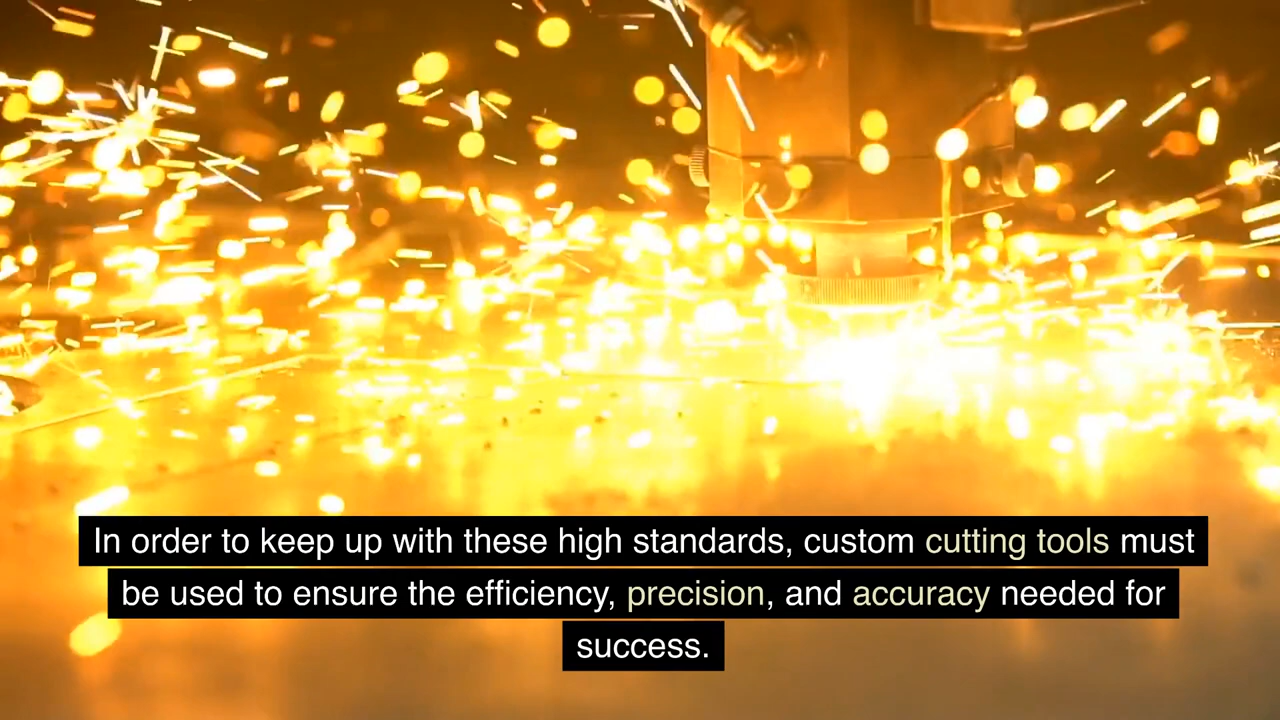 In order to keep up with these high standards, custom cutting tools must
be used to ensure the efficiency, precision, and accuracy needed for
success.